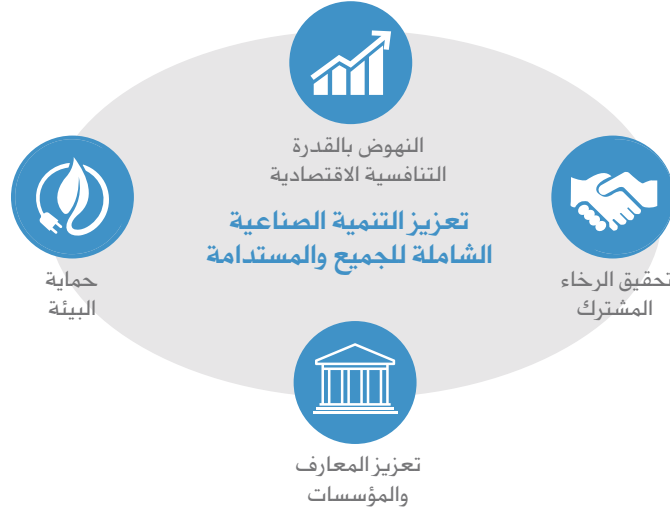 النهوض بالقدرة
التنافسية الاقتصادية
تحقيق الرخاء
المشترك
تعزيز التنمية الصناعية
الشاملة للجميع والمستدامة
حماية
البيئة
تعزيز المعارف
والمؤسسات